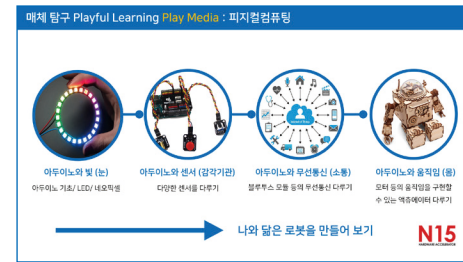 매체 탐구 Playful Learning Play Media : 피지컬컴퓨팅
아두이노와 빛 (눈)
아두이노 기초/ LED/ 네오픽셀
아두이노와 센서 (감각기관)
다양한 센서를 다루기
아두이노와 무선통신 (소통)
블루투스 모듈 등의 무선통신 다루기
아두이노와 움직임 (몸)
모터 등의 움직임을 구현할
수 있는 액츄에이터 다루기
나와 닮은 로봇을 만들어 보기
N15
HARDWARE ACCELERATOR